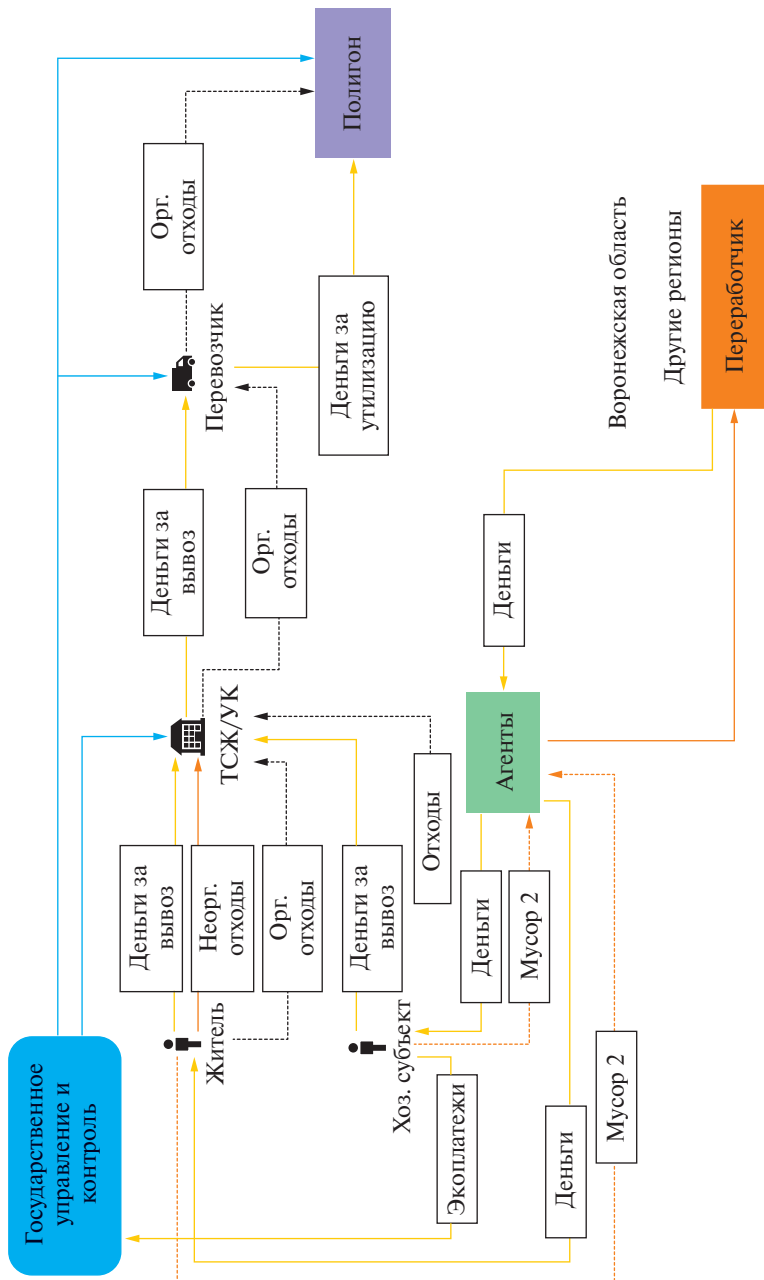 Государственное
управление и
контроль
Житель
Деньги за
вывоз
Неорг.
отходы
Орг.
отходы
ТСЖ/УК
Деньги за
вывоз
Орг.
отходы
Перевозчик
Орг.
отходы
Деньги за
утилизацию
Полигон
Хоз. субъект
Деньги за
вывоз
Отходы
Экоплатежи
Деньги
Мусор 2
Агенты
Деньги
Деньги
Мусор 2
Воронежская область
Другие регионы
Переработчик